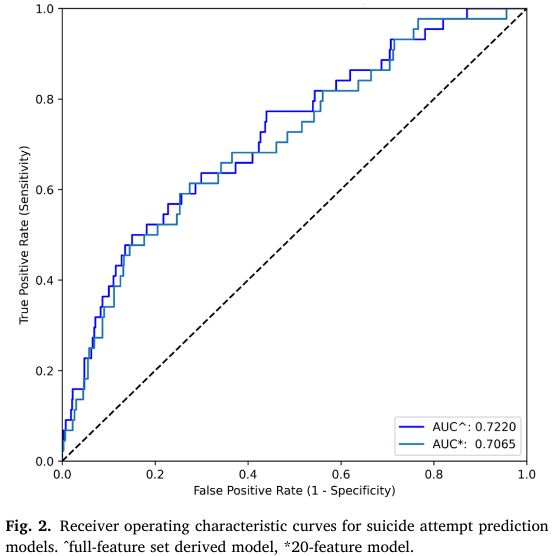 1.0
0.8
0.6
0.4
0.2
0.0
True Positive Rate (Sensitivity)
AUC^: 0.7220
AUC*: 0.7065
0.0 0.2 0.4 0.6 0.8 1.0
False Positive Rate (1 - Specificity)
Fig. 2. Receiver operating characteristic curves for suicide attempt prediction
models. ^full-feature set derived model, *20-feature model.